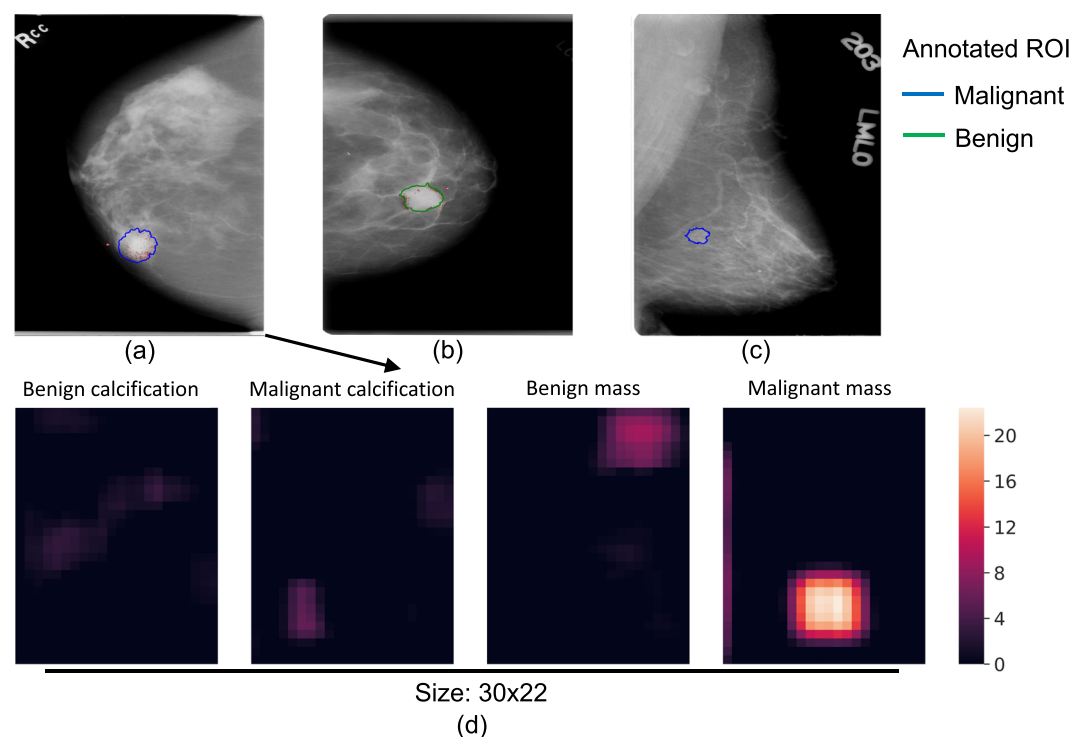 Rcc
203
LMLO
Annotated ROI
Malignant
Benign
(a)
(b)
(c)
Benign calcification
Malignant calcification
Benign mass
Malignant mass
20
16
12
8
4
0
Size: 30x22
(d)